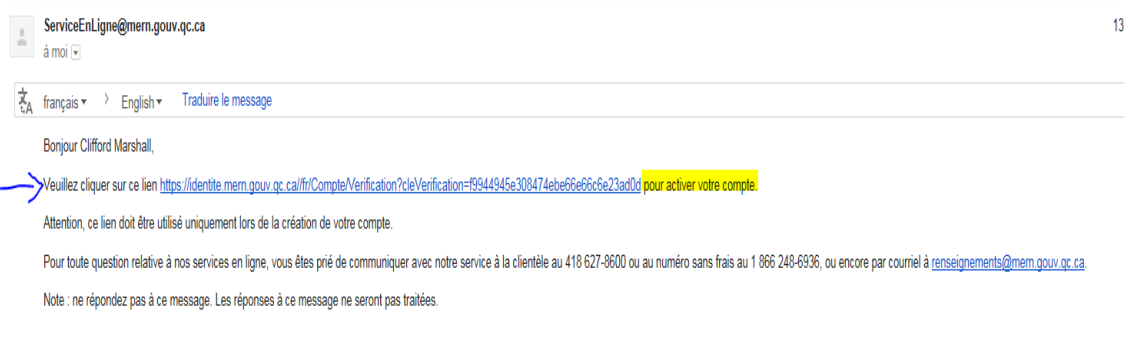 ServiceEnLigne@mern.gouv.qc.ca
13
à moi
français
English
Traduire le message
Bonjour Clifford Marshall,
Veuillez cliquer sur ce lien https://identite.mern.gouv.qc.ca//fr/Compte/Verification?cleVerification=f9944945e308474ebe66e66c6e23ad0d pour activer votre compte.
Attention, ce lien doit être utilisé uniquement lors de la création de votre compte.
Pour toute question relative à nos services en ligne, vous êtes prié de communiquer avec notre service à la clientèle au 418 627-8600 ou au numéro sans frais au 1 866 248-6936, ou encore par courriel à renseignements@mern.gouv.qc.ca.
Note : ne répondez pas à ce message. Les réponses à ce message ne seront pas traitées.